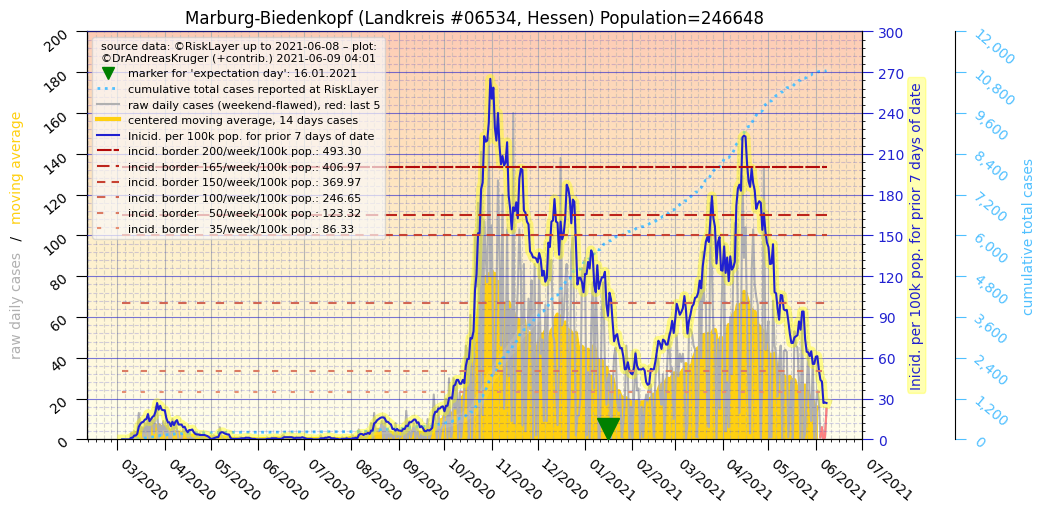 Marburg-Biedenkopf (Landkreis #06534, Hessen) Population=246648
source data: ©RiskLayer up to 2021-06-08 – plot:
©DrAndreasKruger (+contrib.) 2021-06-09 04:01
marker for 'expectation day': 16.01.2021
cumulative total cases reported at RiskLayer
raw daily cases (weekend-flawed), red: last 5
centered moving average, 14 days cases
Inicid. per 100k pop. for prior 7 days of date
incid. border 200/week/100k pop.: 493.30
incid. border 165/week/100k pop.: 406.97
incid. border 150/week/100k pop.: 369.97
incid. border 100/week/100k pop.: 246.65
incid. border   50/week/100k pop.: 123.32
incid. border   35/week/100k pop.: 86.33
raw daily cases  /  moving average
200
180
160
140
120
100
80
60
40
20
0
03/2020
04/2020
05/2020
06/2020
07/2020
08/2020
09/2020
10/2020
11/2020
12/2020
01/2021
02/2021
03/2021
04/2021
05/2021
06/2021
07/2021
300
270
240
210
180
150
120
90
60
30
0
Inicid. per 100k pop. for prior 7 days of date
12,000
10,800
9,600
8,400
7,200
6,000
4,800
3,600
2,400
1,200
0
cumulative total cases